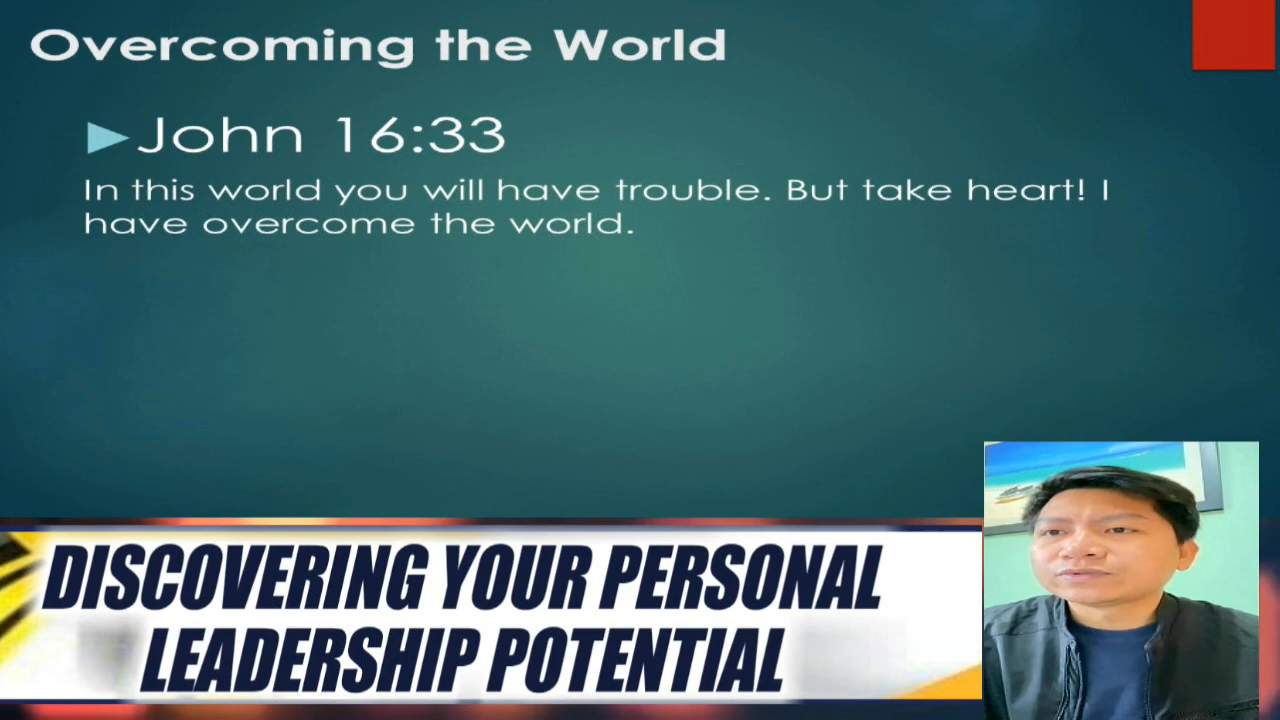 Overcoming the World
John 16:33
In this world you will have trouble. But take heart! I
have overcome the world.
DISCOVERING YOUR PERSONAL
LEADERSHIP POTENTIAL